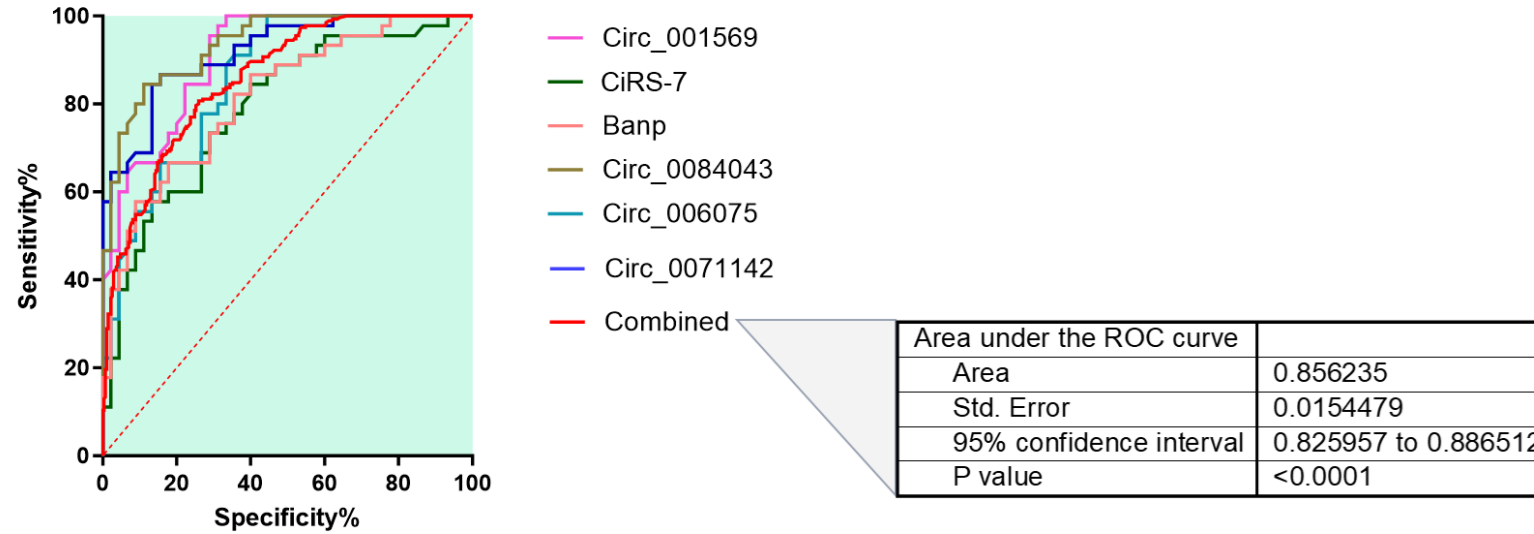 100
80
60
40
20
0
Sensitivity%
0 20 40 60 80 100
Specificity%
Circ_001569
CiRS-7
Banp
Circ_0084043
Circ_006075
Circ_0071142
Combined
Area under the ROC curve
Area 0.856235
Std. Error 0.0154479
95% confidence interval 0.825957 to 0.886512
P value <0.0001